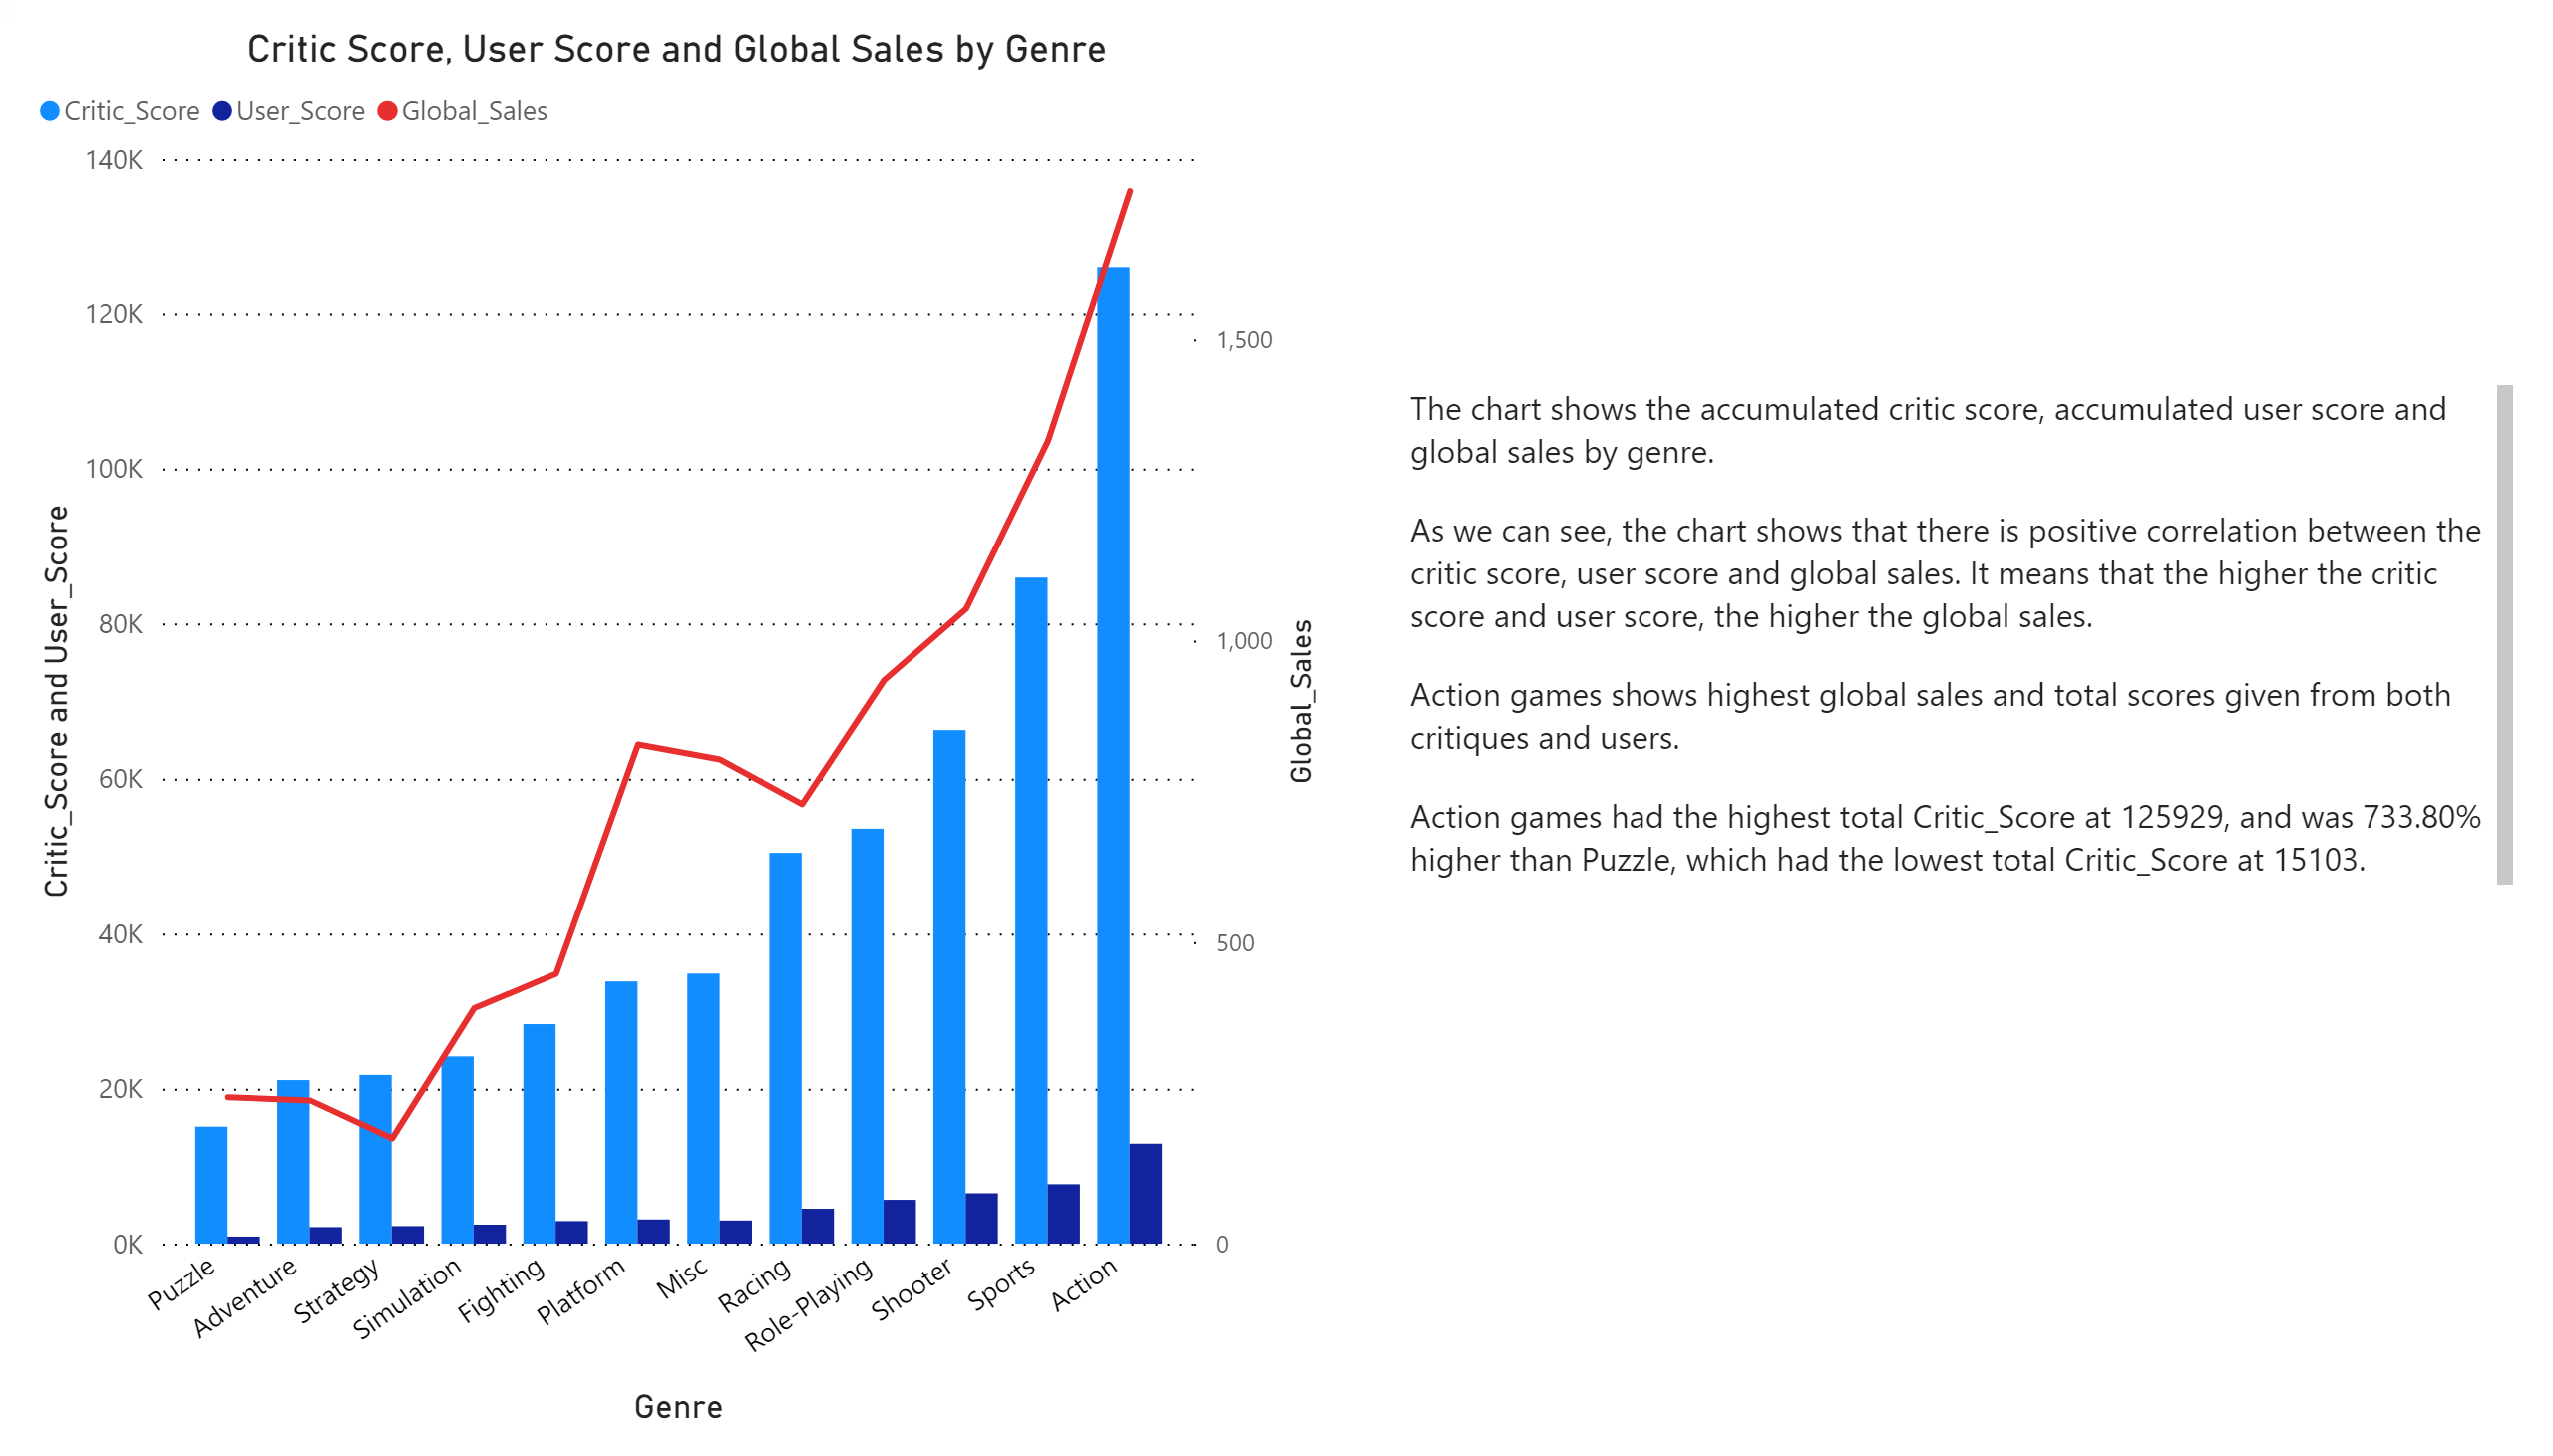 Critic Score, User Score and Global Sales by Genre
Critic_Score User_Score Global_Sales
140K
120K
100K
80K
60K
40K
20K
0K
Critic_Score and User_Score
1,500
1,000
500
0
Global_Sales
Puzzle
Adventure
Strategy
Simulation
Fighting
Platform
Misc
Racing
Role-Playing
Shooter
Sports
Action
Genre
The chart shows the accumulated critic score, accumulated user score and
global sales by genre.
As we can see, the chart shows that there is positive correlation between the
critic score, user score and global sales. It means that the higher the critic
score and user score, the higher the global sales.
Action games shows highest global sales and total scores given from both
critiques and users.
Action games had the highest total Critic_Score at 125929, and was 733.80%
higher than Puzzle, which had the lowest total Critic_Score at 15103.